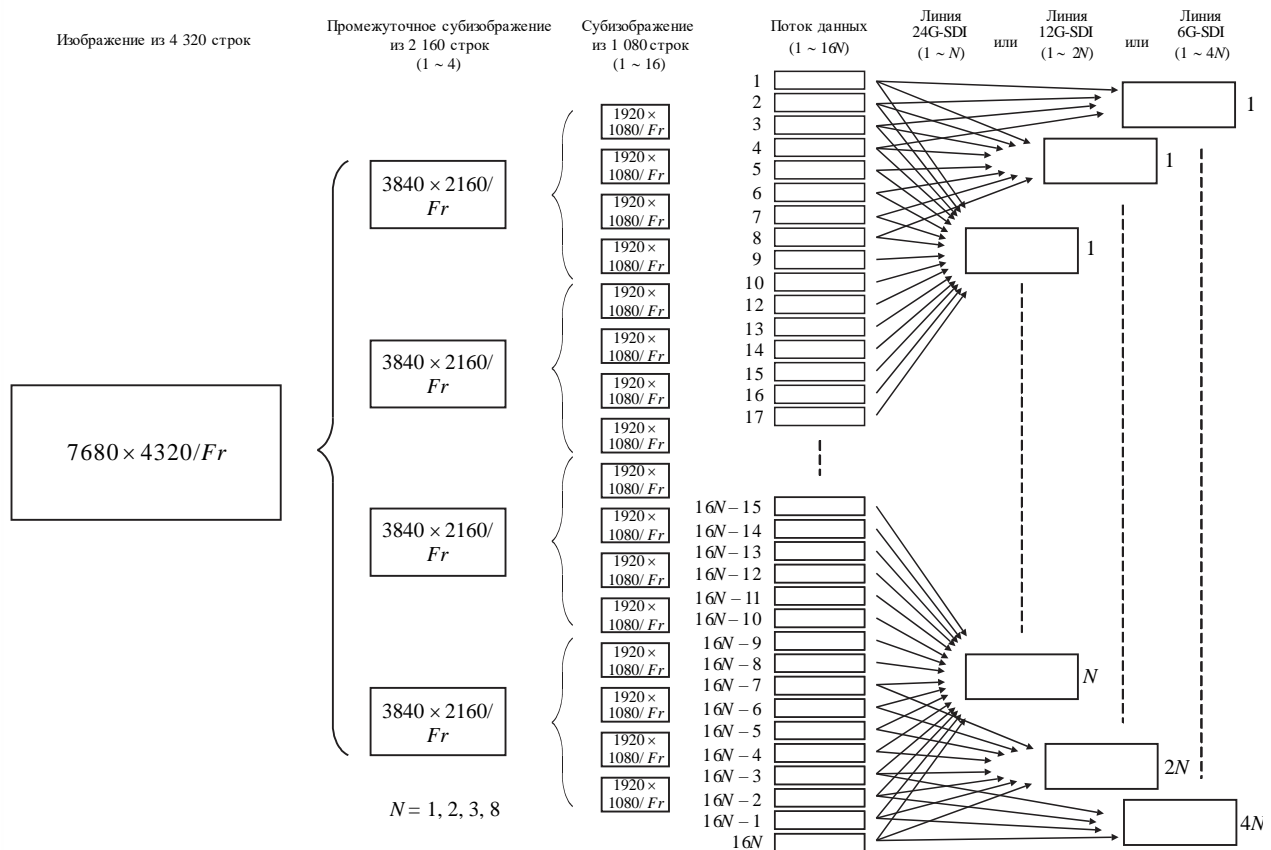 Изображение из 4 320 строк
Промежуточное субизображение
из 2 160 строк
(1 ~ 4)
Субизображение
из 1 080 строк
(1 ~ 16)
Поток данных
(1 ~ 16N)
Линия
24G-SDI
(1 ~ N)
или
Линия
12G-SDI
(1 ~ 2N)
или
Линия
6G-SDI
(1 ~ 4N)
7680 × 4320/Fr
3840 × 2160/
Fr
3840 × 2160/
Fr
3840 × 2160/
Fr
3840 × 2160/
Fr
N = 1, 2, 3, 8
1920 ×
1080/Fr
1920 ×
1080/Fr
1920 ×
1080/Fr
1920 ×
1080/Fr
1920 ×
1080/Fr
1920 ×
1080/Fr
1920 ×
1080/Fr
1920 ×
1080/Fr
1920 ×
1080/Fr
1920 ×
1080/Fr
1920 ×
1080/Fr
1920 ×
1080/Fr
1920 ×
1080/Fr
1920 ×
1080/Fr
1920 ×
1080/Fr
1920 ×
1080/Fr
1
2
3
4
5
6
7
8
9
10
12
13
14
15
16
17
16N – 15
16N – 14
16N – 13
16N – 12
16N – 11
16N – 10
16N – 9
16N – 8
16N – 7
16N – 6
16N – 5
16N – 4
16N – 3
16N – 2
16N – 1
16N
1
1
1
N
2N
4N